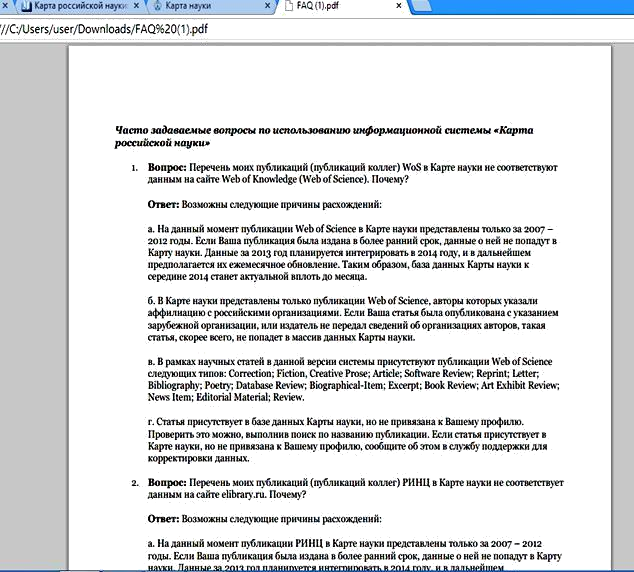 Карта российской науки
Карта науки
FAQ (1).pdf
///C:/Users/user/Downloads/FAQ%20(1).pdf
Часто задаваемые вопросы по использованию информационной системы «Карта
российской науки»
1. Вопрос: Перечень моих публикаций (публикаций коллег) WoS в Карте науки не соответствуют
данным на сайте Web of Knowledge (Web of Science). Почему?
Ответ: Возможны следующие причины расхождений:
а. На данный момент публикации Web of Science в Карте науки представлены только за 2007 –
2012 годы. Если Ваша публикация была издана в более ранний срок, данные о ней не попадут в
Карту науки. Данные за 2013 год планируется интегрировать в 2014 году, и в дальнейшем
предполагается их ежемесячное обновление. Таким образом, база данных Карты науки к
середине 2014 станет актуальной вплоть до месяца.
б. В Карте науки представлены только публикации Web of Science, авторы которых указали
аффилиацию с российскими организациями. Если Ваша статья была опубликована с указанием
зарубежной организации, или издатель не передал сведений об организациях авторов, такая
статья, скорее всего, не попадет в массив данных Карты науки.
в. В рамках научных статей в данной версии системы присутствуют публикации Web of Science
следующих типов: Correction; Fiction, Creative Prose; Article; Software Review; Reprint; Letter;
Bibliography; Poetry; Database Review; Biographical-Item; Excerpt; Book Review; Art Exhibit Review;
News Item; Editorial Material; Review.
г. Статья присутствует в базе данных Карты науки, но не привязана к Вашему профилю.
Проверить это можно, выполнив поиск по названию публикации. Если статья присутствует в
Карте науки, но не привязана к Вашему профилю, сообщите об этом в службу поддержки для
корректировки данных.
2. Вопрос: Перечень моих публикаций (публикаций коллег) РИНЦ в Карте науки не соответствует
данным на сайте elibrary.ru. Почему?
Ответ: Возможны следующие причины расхождений:
а. На данный момент публикации РИНЦ в Карте науки представлены только за 2007 – 2012
годы. Если Ваша публикация была издана в более ранний срок, данные о ней не попадут в Карту
науки. Данные за 2013 год планируется интегрировать в 2014 году, и в дальнейшем